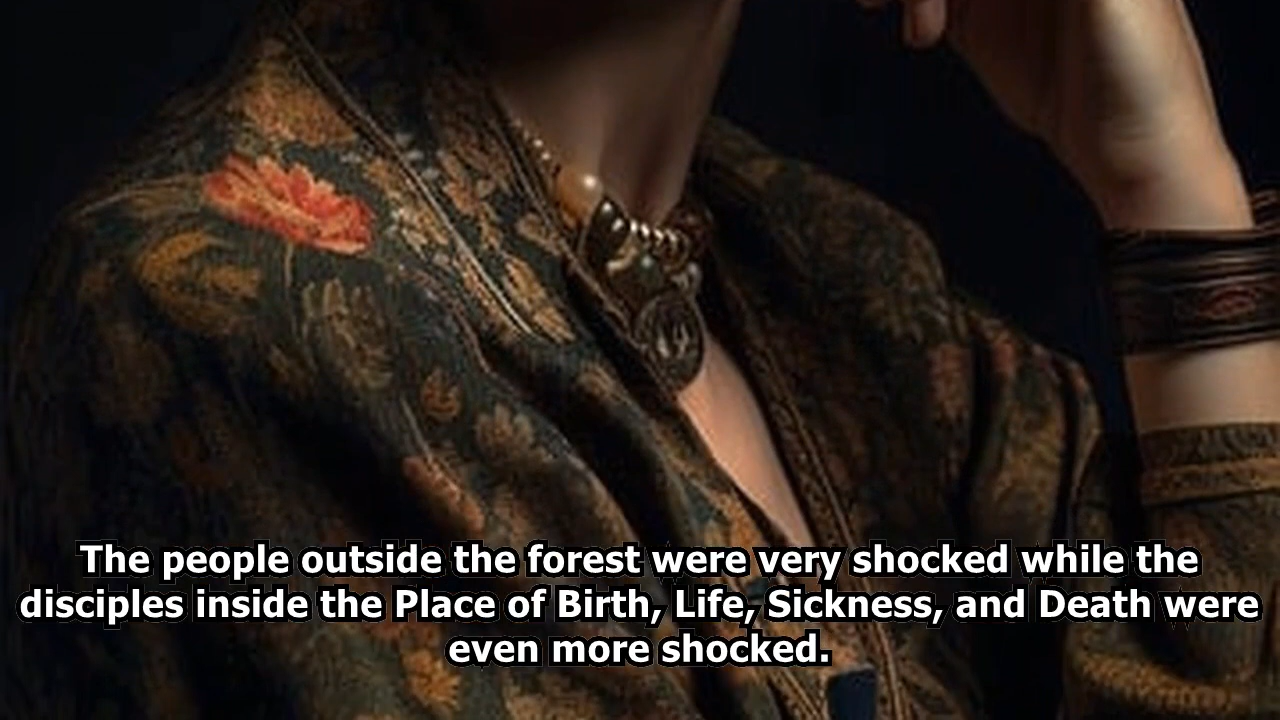 The people outside the forest were very shocked while the
disciples inside the Place of Birth, Life, Sickness, and Death were
even more shocked.